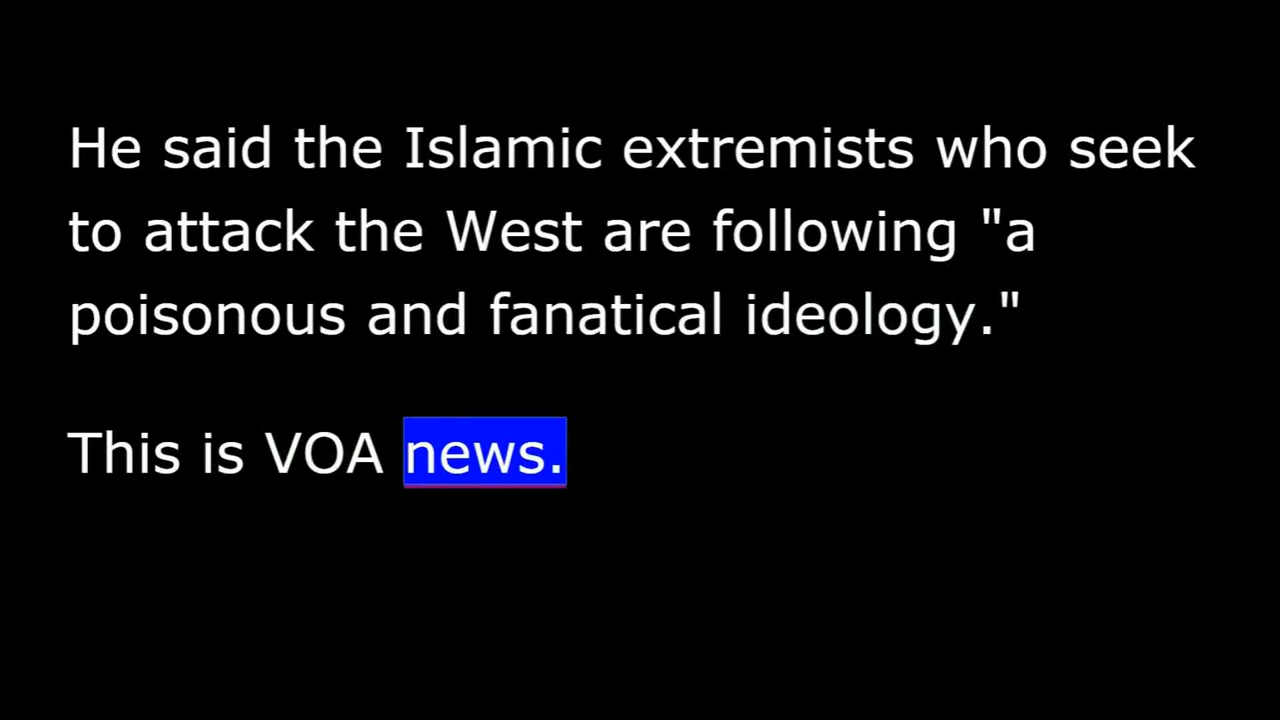 He said the Islamic extremists who seek
to attack the West are following "a
poisonous and fanatical ideology."
This is VOA news.